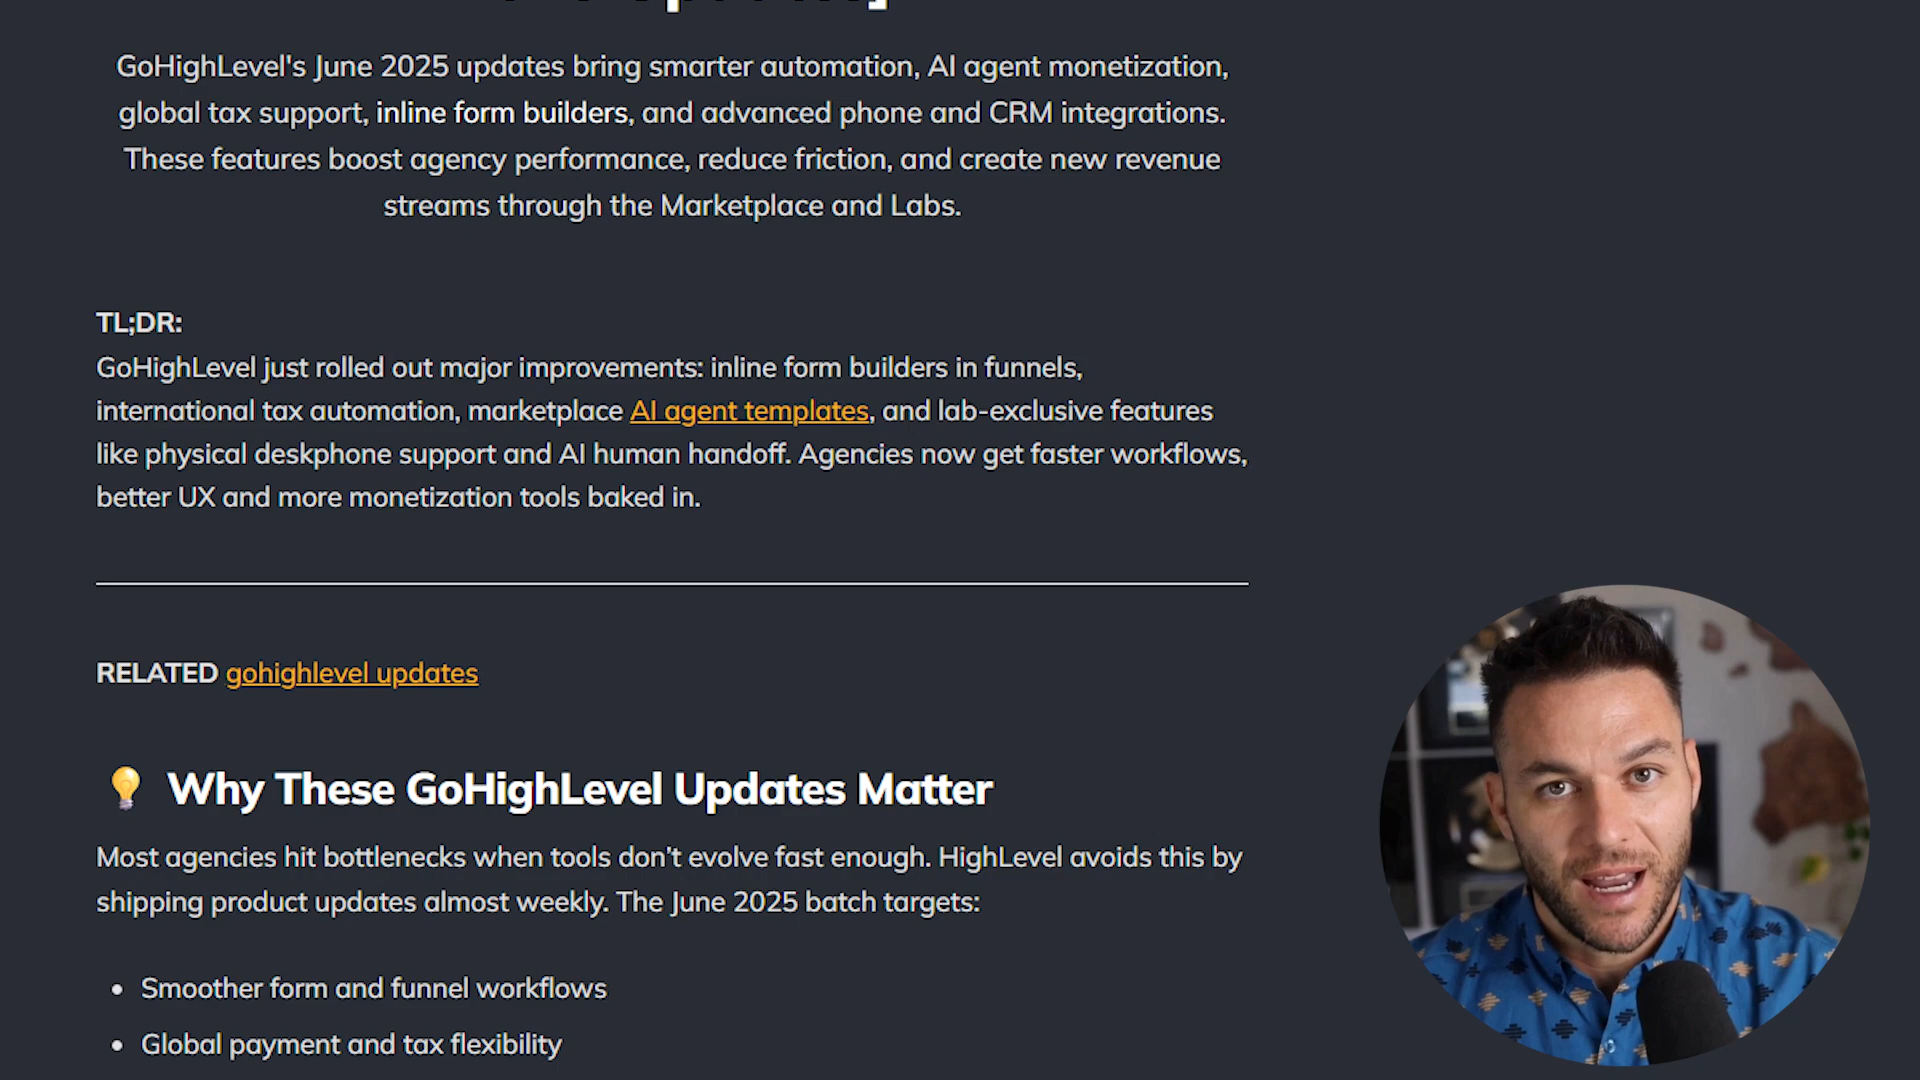 GoHighLevel's June 2025 updates bring smarter automation, AI agent monetization,
global tax support, inline form builders, and advanced phone and CRM integrations.
These features boost agency performance, reduce friction, and create new revenue
streams through the Marketplace and Labs.
TL;DR:
GoHighLevel just rolled out major improvements: inline form builders in funnels,
international tax automation, marketplace AI agent templates, and lab-exclusive features
like physical deskphone support and AI human handoff. Agencies now get faster workflows,
better UX and more monetization tools baked in.
RELATED gohighlevel updates
Why These GoHighLevel Updates Matter
Most agencies hit bottlenecks when tools don't evolve fast enough. HighLevel avoids this by
shipping product updates almost weekly. The June 2025 batch targets:
• Smoother form and funnel workflows
• Global payment and tax flexibility